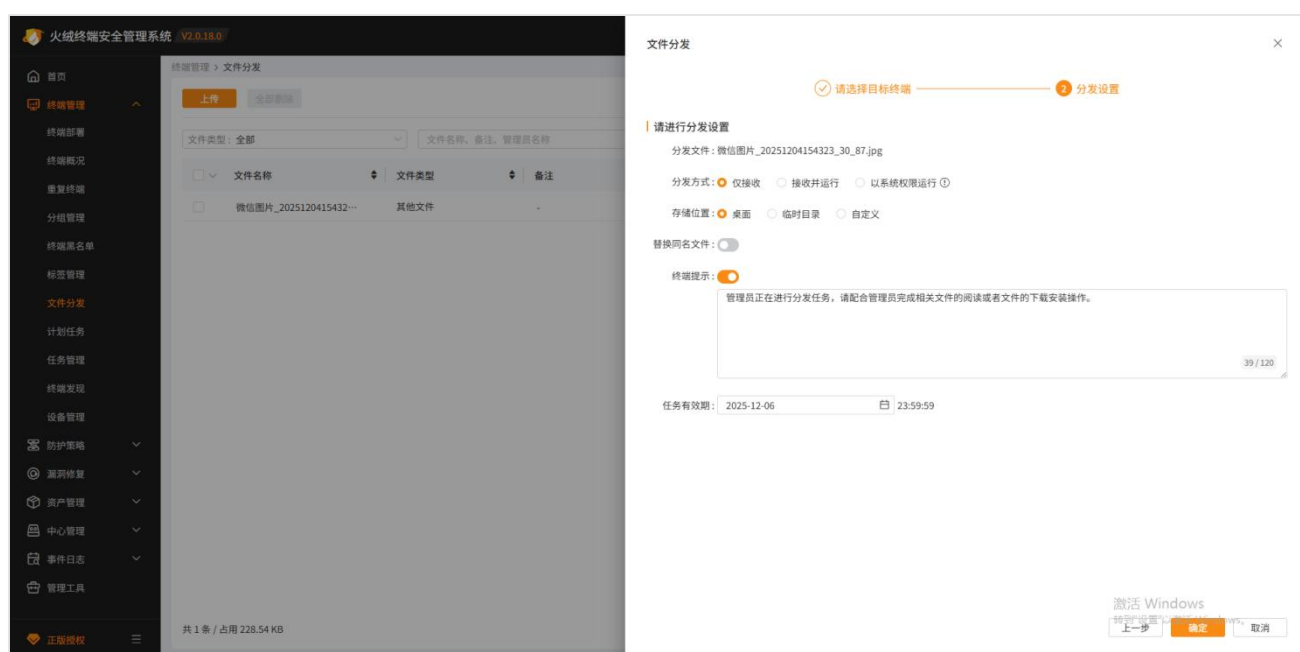 火绒终端安全管理系统 V2.0.18.0
首页
终端管理
终端部署
终端概况
重复终端
分组管理
终端黑名单
标签管理
文件分发
计划任务
任务管理
终端发现
设备管理
防护策略
漏洞修复
资产管理
中心管理
事件日志
管理工具
正版授权
终端管理 › 文件分发
上传 全部删除
文件类型 : 全部 文件名称、备注、管理员名称
文件名称 文件类型 备注
微信图片_2025120415432··· 其他文件 -
共 1 条 / 占用 228.54 KB
文件分发
请选择目标终端 2 分发设置
请进行分发设置
分发文件 : 微信图片_20251204154323_30_87.jpg
分发方式 : 仅接收 接收并运行 以系统权限运行
存储位置 : 桌面 临时目录 自定义
替换同名文件 :
终端提示 :
管理员正在进行分发任务，请配合管理员完成相关文件的阅读或者文件的下载安装操作。
39 / 120
任务有效期 : 2025-12-06 23:59:59
激活 Windows
上一步 确定 取消